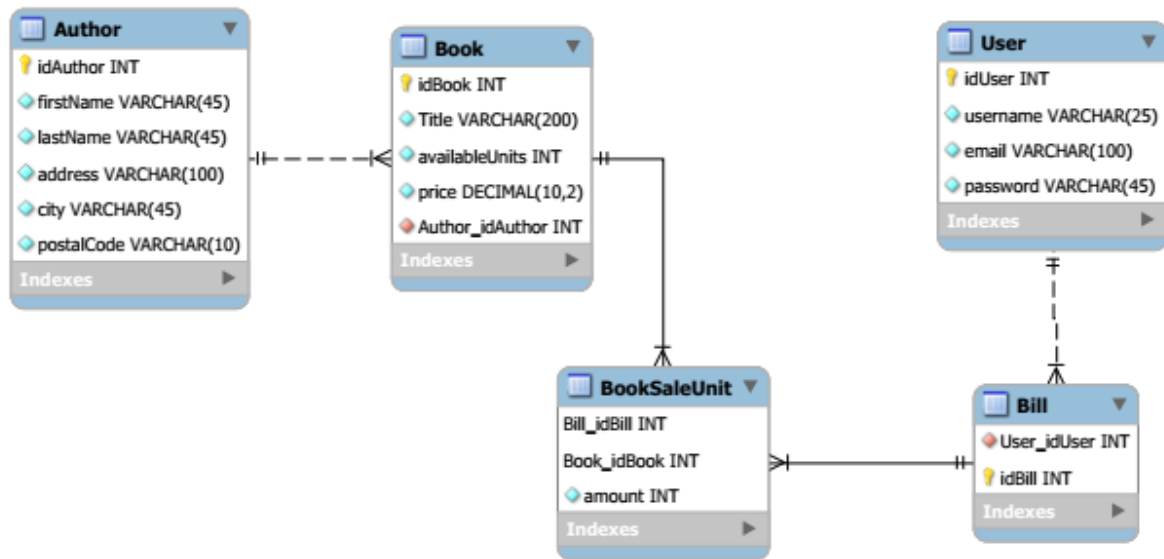 Author
idAuthor INT
firstName VARCHAR(45)
lastName VARCHAR(45)
address VARCHAR(100)
city VARCHAR(45)
postalCode VARCHAR(10)
Indexes
Book
idBook INT
Title VARCHAR(200)
availableUnits INT
price DECIMAL(10,2)
Author_idAuthor INT
Indexes
User
idUser INT
username VARCHAR(25)
email VARCHAR(100)
password VARCHAR(45)
Indexes
BookSaleUnit
Bill_idBill INT
Book_idBook INT
amount INT
Indexes
Bill
User_idUser INT
idBill INT
Indexes